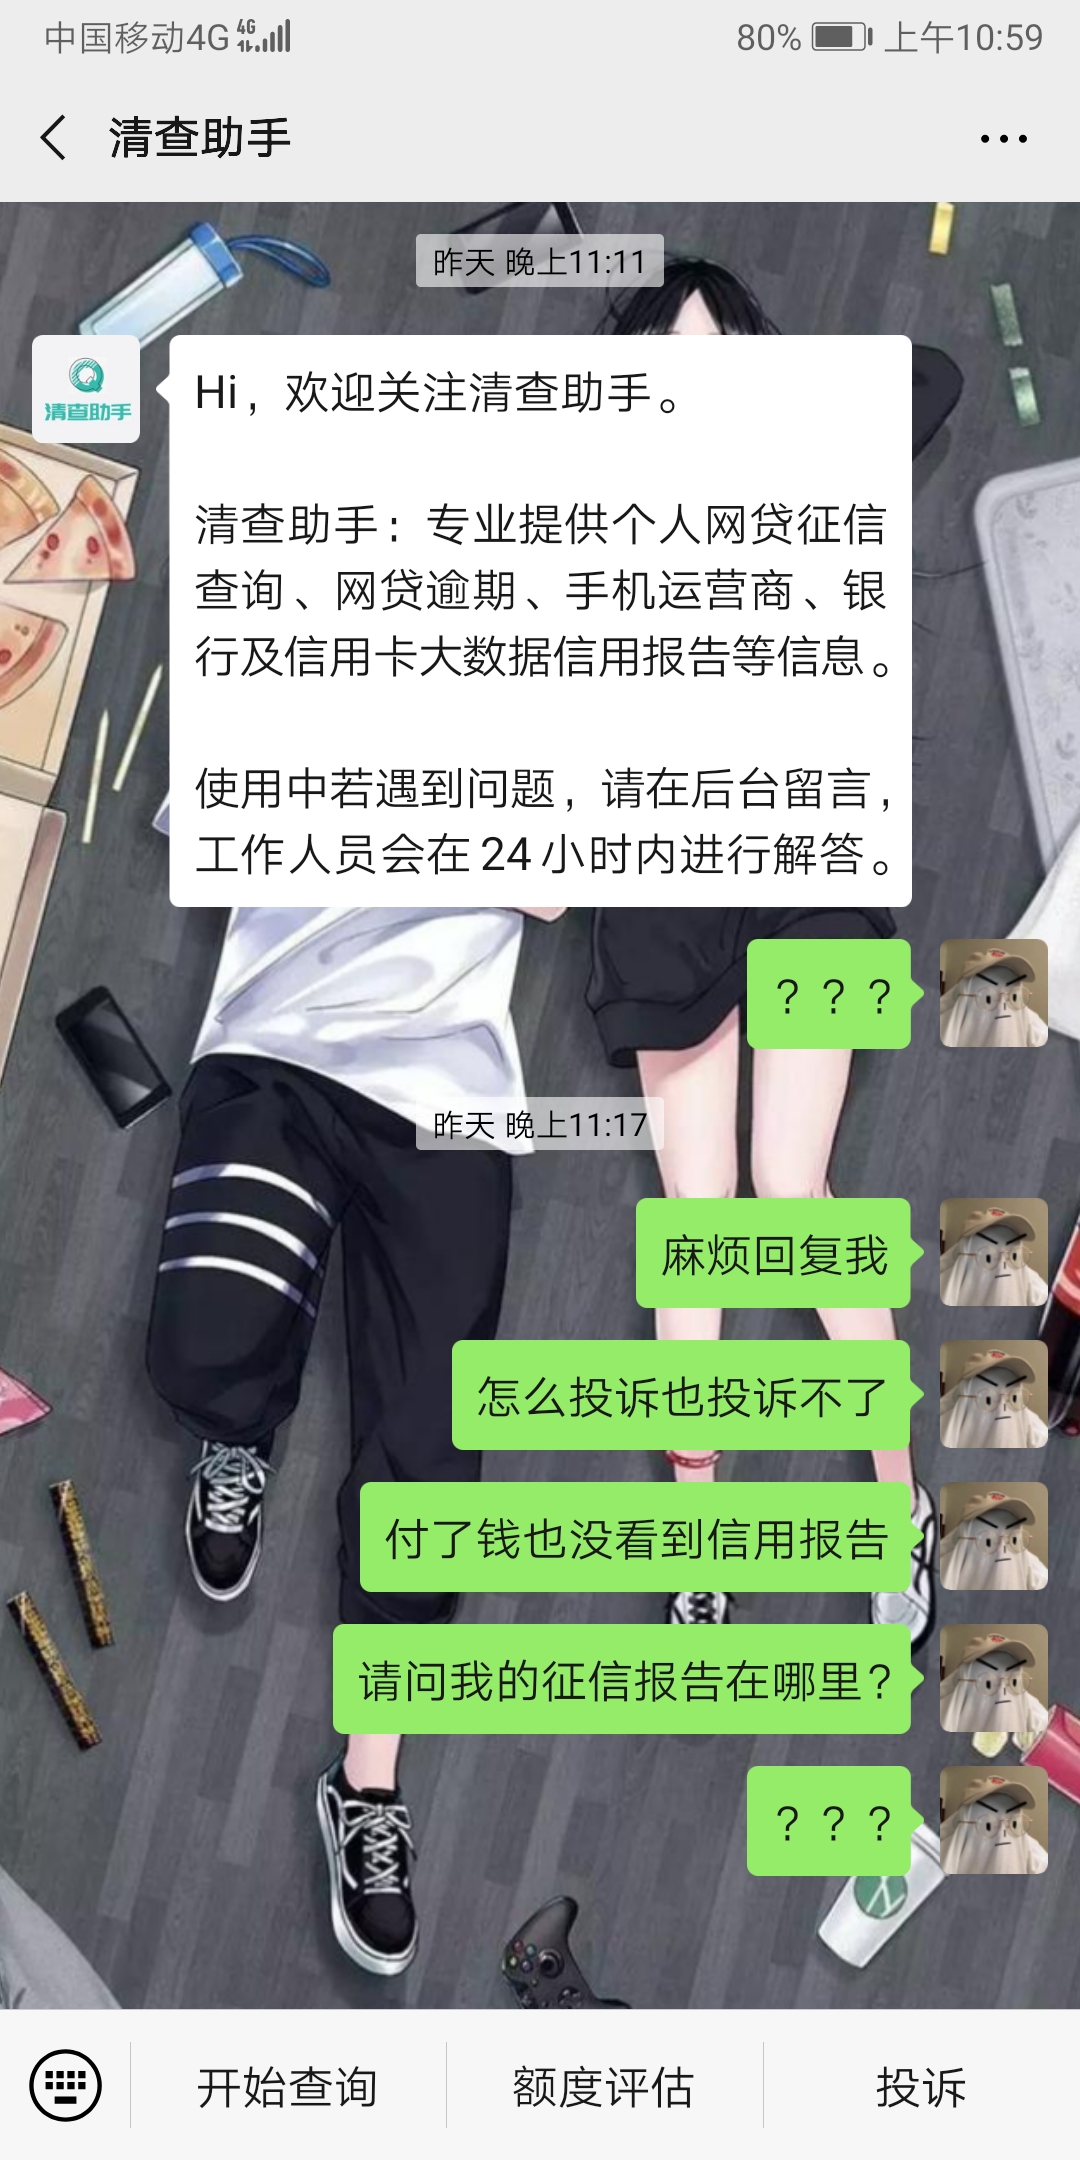 中国移动4G 4G
80% 上午10:59
清查助手
昨天 晚上11:11
清查助手
Hi，欢迎关注清查助手。
清查助手：专业提供个人网贷征信
查询、网贷逾期、手机运营商、银
行及信用卡大数据信用报告等信息。
使用中若遇到问题，请在后台留言，
工作人员会在24小时内进行解答。
？？？
昨天 晚上11:17
麻烦回复我
怎么投诉也投诉不了
付了钱也没看到信用报告
请问我的征信报告在哪里？
？？？
开始查询
额度评估
投诉